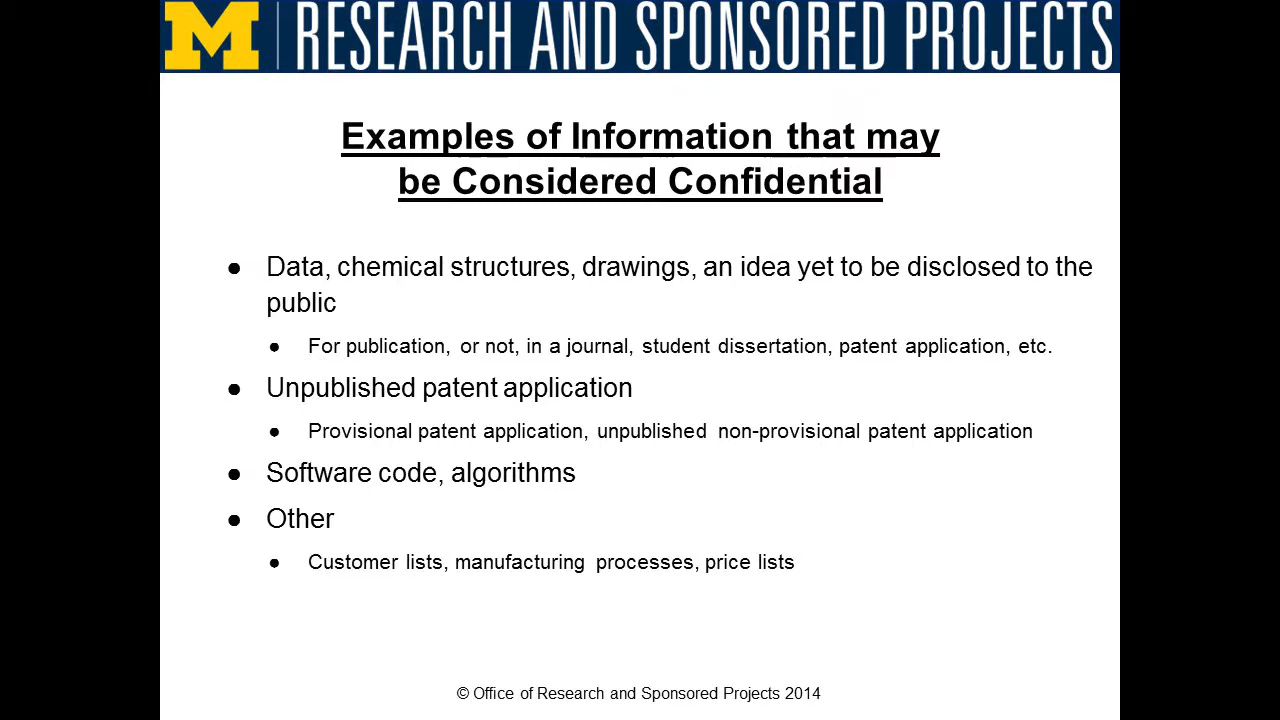 M | RESEARCH AND SPONSORED PROJECTS
Examples of Information that may
be Considered Confidential
● Data, chemical structures, drawings, an idea yet to be disclosed to the
public
● For publication, or not, in a journal, student dissertation, patent application, etc.
● Unpublished patent application
● Provisional patent application, unpublished non-provisional patent application
● Software code, algorithms
● Other
● Customer lists, manufacturing processes, price lists
© Office of Research and Sponsored Projects 2014